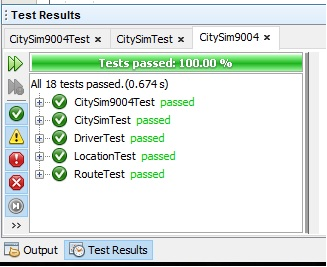 Test Results
CitySim9004Test × CitySimTest × CitySim9004 ×
Tests passed: 100.00 %
All 18 tests passed.(0.674 s)
CitySim9004Test passed
CitySimTest passed
DriverTest passed
LocationTest passed
RouteTest passed
>>
Output Test Results